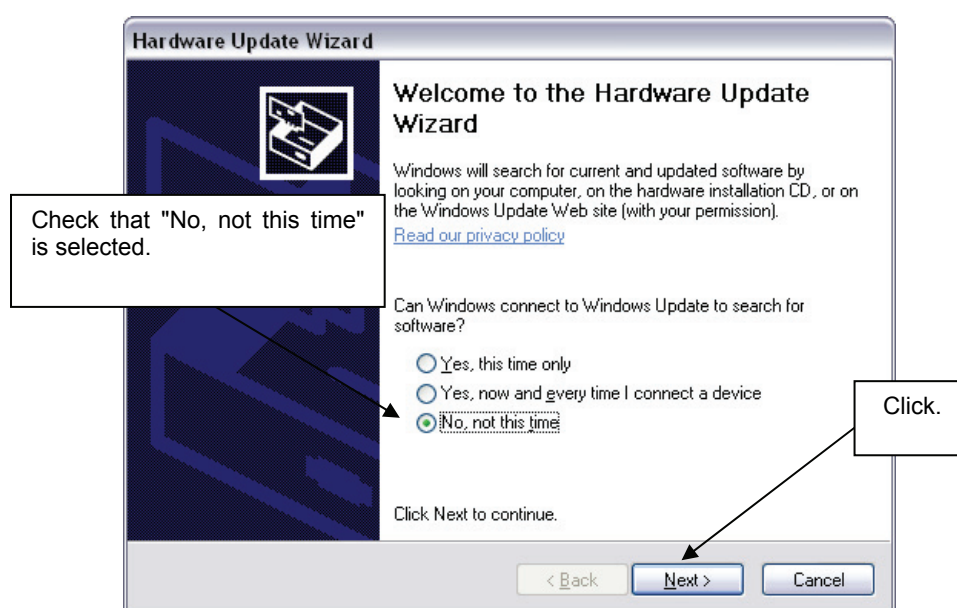 Hardware Update Wizard
Welcome to the Hardware Update
Wizard
Windows will search for current and updated software by
looking on your computer, on the hardware installation CD, or on
the Windows Update Web site (with your permission).
Read our privacy policy
Check that "No, not this time"
is selected.
Can Windows connect to Windows Update to search for
software?
Yes, this time only
Yes, now and every time I connect a device
No, not this time
Click.
Click Next to continue.
< Back
Next >
Cancel